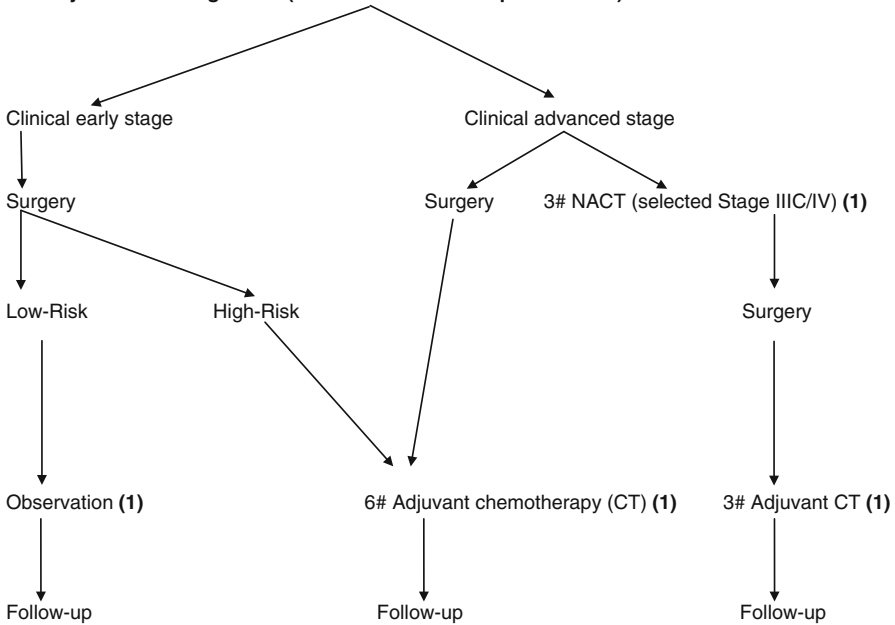 Clinical early stage
Clinical advanced stage
Surgery
Surgery
3# NACT (selected Stage IIIC/IV) (1)
Low-Risk
High-Risk
Surgery
Observation (1)
6# Adjuvant chemotherapy (CT) (1)
3# Adjuvant CT (1)
Follow-up
Follow-up
Follow-up